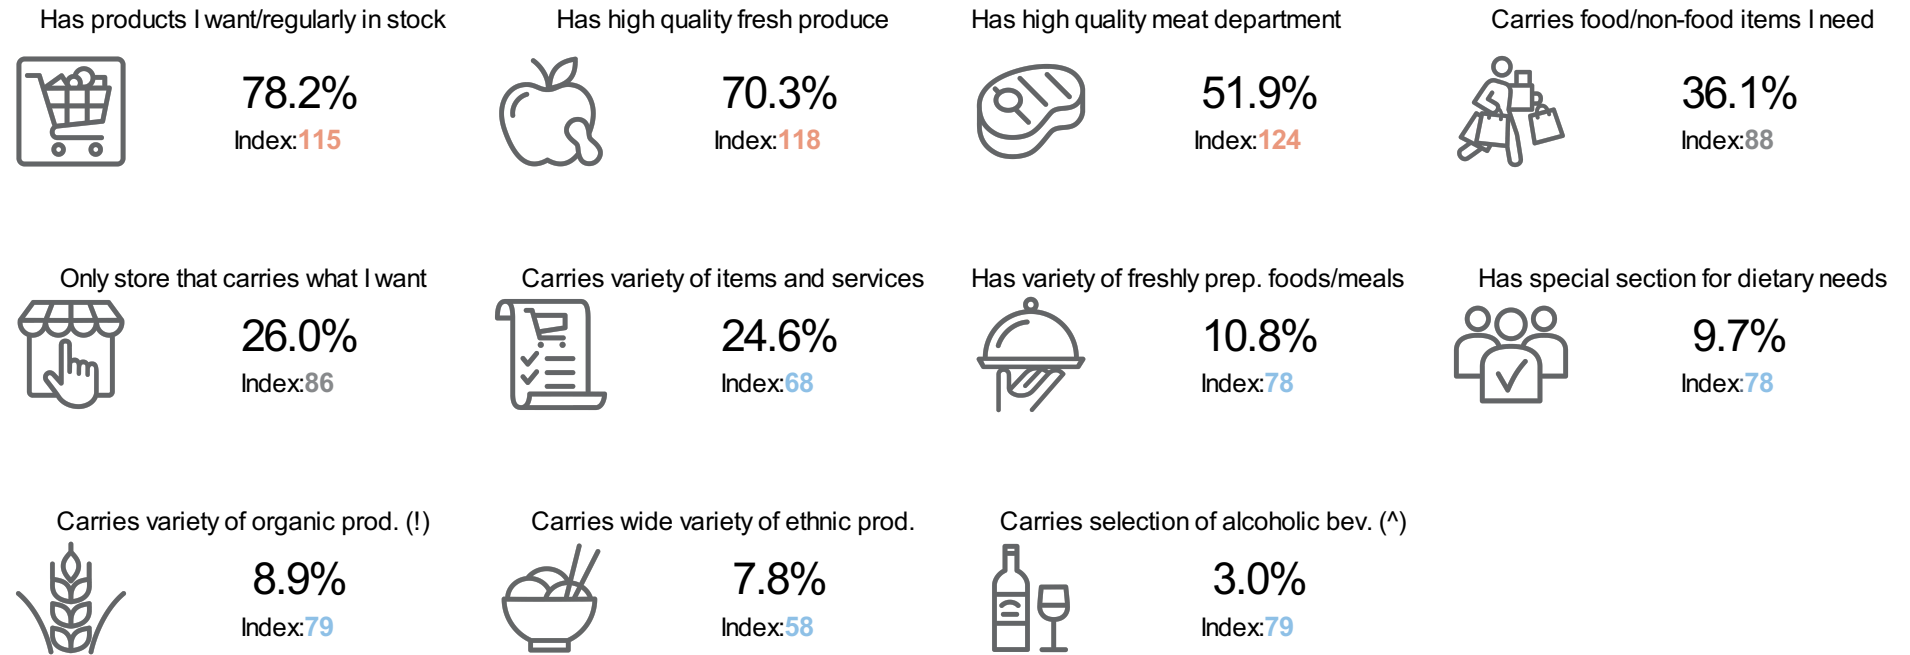 Has products I want/regularly in stock
78.2%
Index:115
Has high quality fresh produce
70.3%
Index:118
Has high quality meat department
51.9%
Index:124
Carries food/non-food items I need
36.1%
Index:88
Only store that carries what I want
26.0%
Index:86
Carries variety of items and services
24.6%
Index:68
Has variety of freshly prep. foods/meals
10.8%
Index:78
Has special section for dietary needs
9.7%
Index:78
Carries variety of organic prod. (!)
8.9%
Index:79
Carries wide variety of ethnic prod.
7.8%
Index:58
Carries selection of alcoholic bev. (^)
3.0%
Index:79